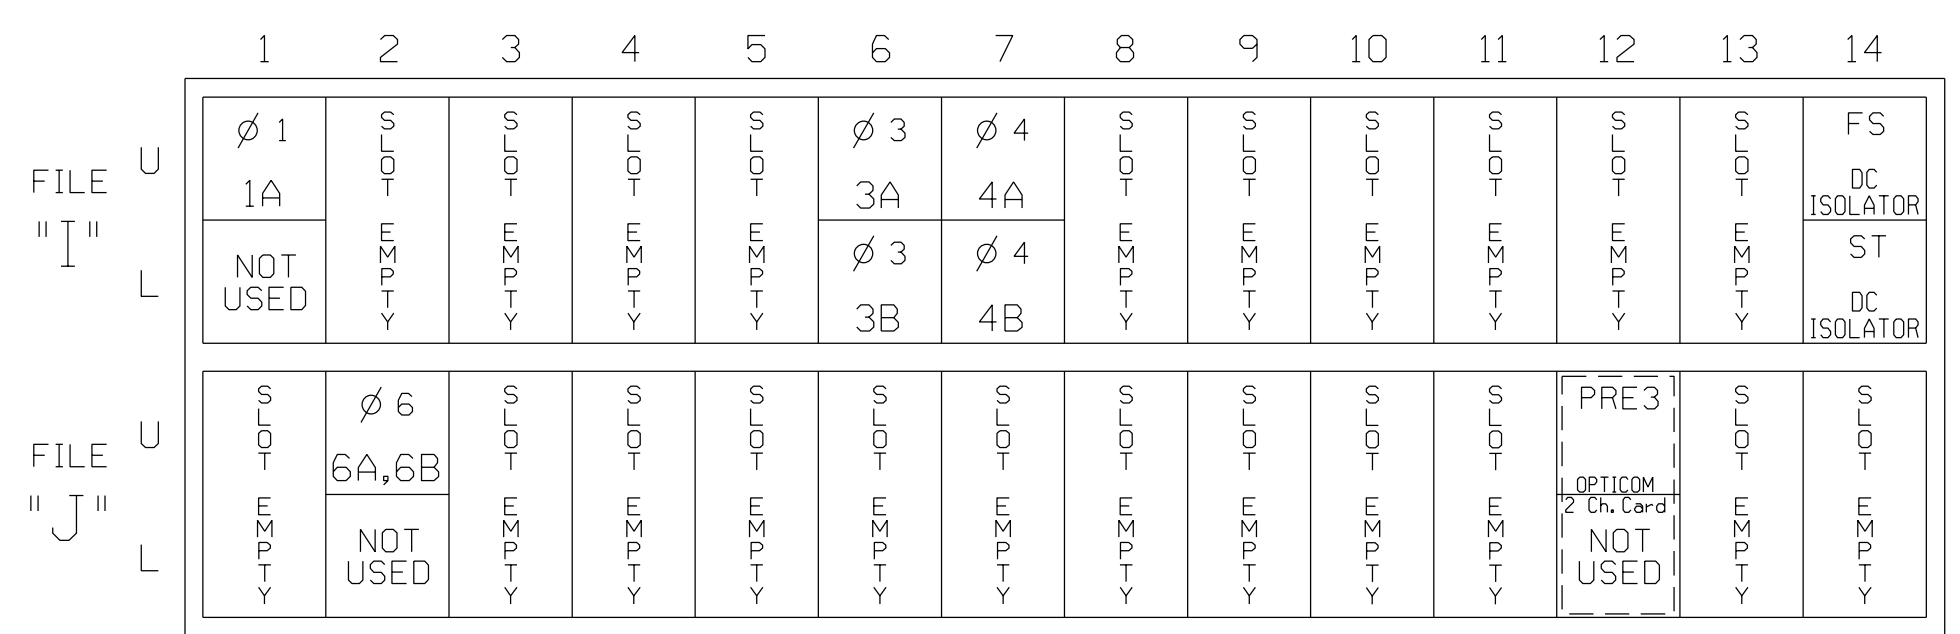 1 2 3 4 5 6 7 8 9 10 11 12 13 14
FILE
"I"
U
L
Ø 1
1A
NOT
USED
SLOT EMPTY
SLOT EMPTY
SLOT EMPTY
SLOT EMPTY
Ø 3
3A
Ø 3
3B
Ø 4
4A
Ø 4
4B
SLOT EMPTY
SLOT EMPTY
SLOT EMPTY
SLOT EMPTY
SLOT EMPTY
SLOT EMPTY
FS
DC
ISOLATOR
ST
DC
ISOLATOR
FILE
"J"
U
L
SLOT EMPTY
Ø 6
6A,6B
NOT
USED
SLOT EMPTY
SLOT EMPTY
SLOT EMPTY
SLOT EMPTY
SLOT EMPTY
SLOT EMPTY
SLOT EMPTY
SLOT EMPTY
SLOT EMPTY
PRE3
OPTICOM
2 Ch. Card
NOT
USED
SLOT EMPTY
SLOT EMPTY